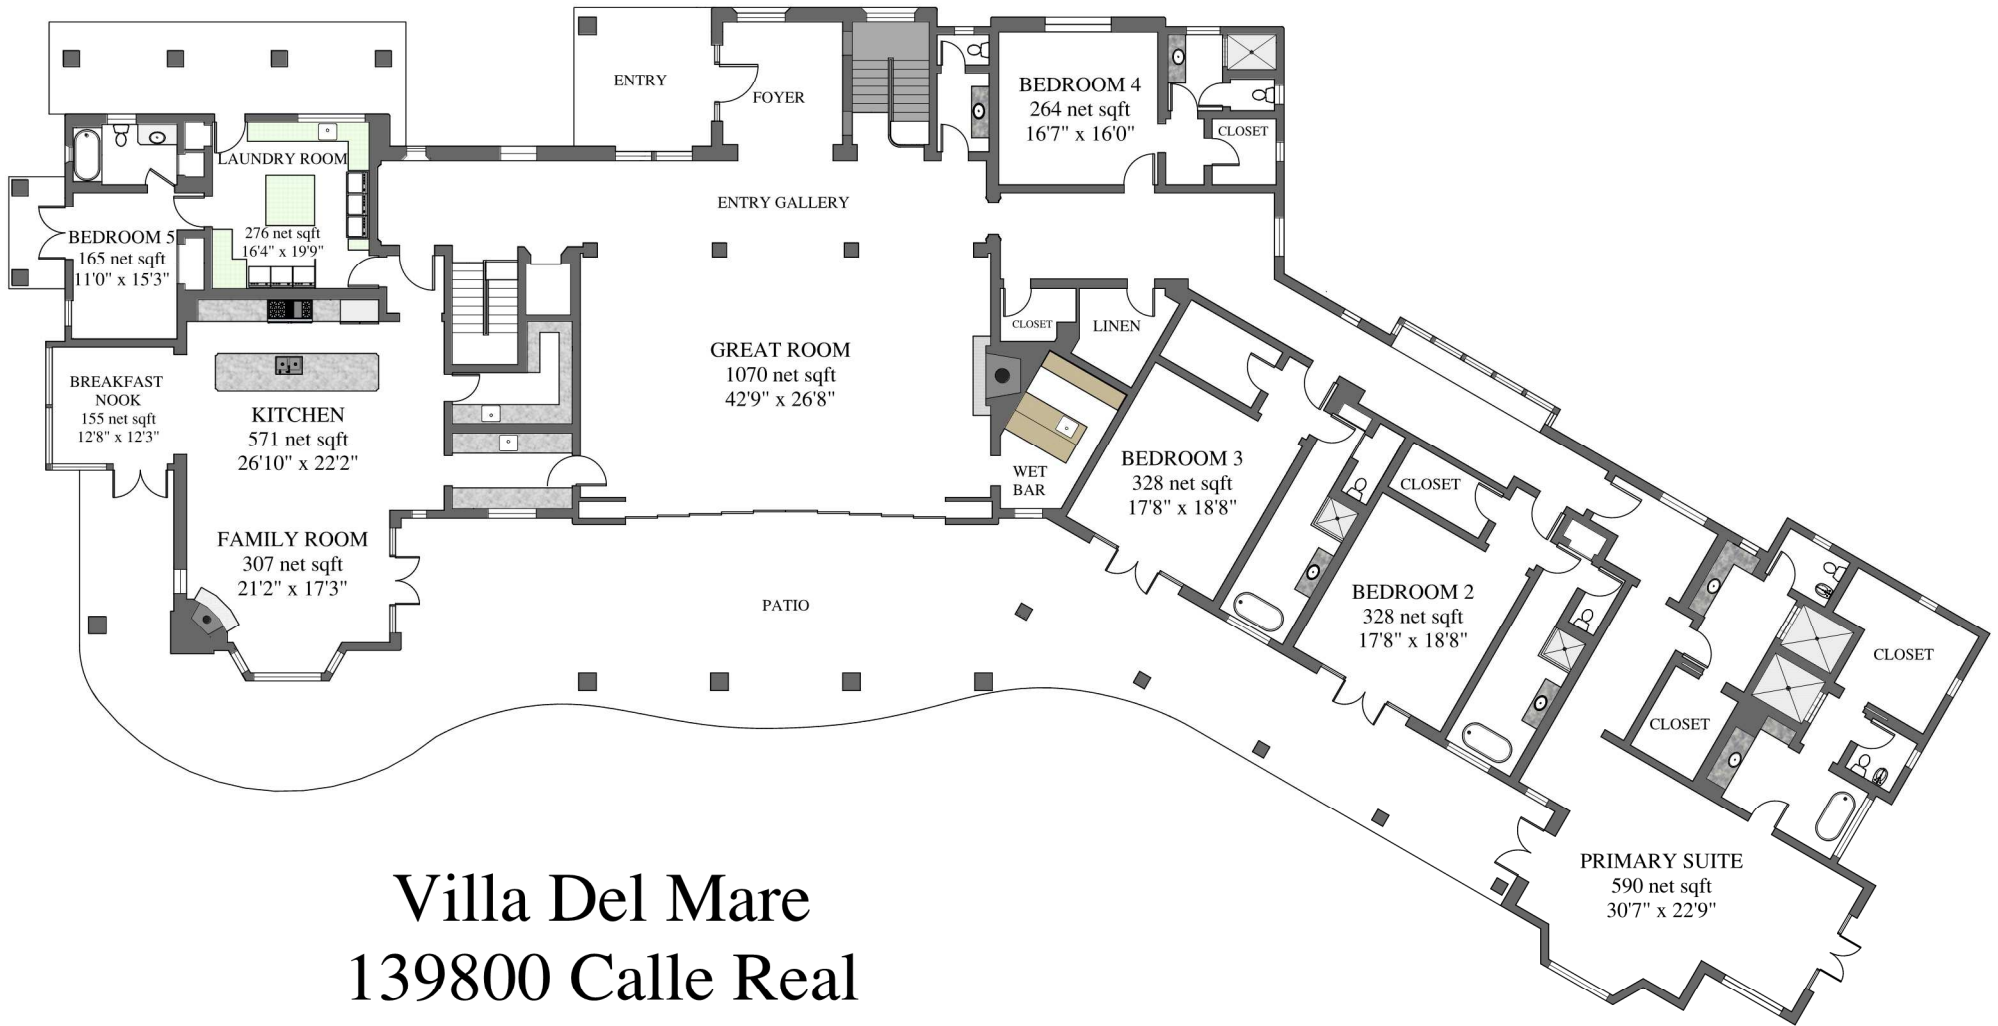 ENTRY
FOYER
BEDROOM 4
264 net sqft
16'7" x 16'0"
CLOSET
LAUNDRY ROOM
276 net sqft
16'4" x 19'9"
ENTRY GALLERY
BEDROOM 5
165 net sqft
11'0" x 15'3"
CLOSET
LINEN
GREAT ROOM
1070 net sqft
42'9" x 26'8"
BREAKFAST
NOOK
155 net sqft
12'8" x 12'3"
KITCHEN
571 net sqft
26'10" x 22'2"
WET
BAR
BEDROOM 3
328 net sqft
17'8" x 18'8"
CLOSET
FAMILY ROOM
307 net sqft
21'2" x 17'3"
PATIO
BEDROOM 2
328 net sqft
17'8" x 18'8"
CLOSET
CLOSET
PRIMARY SUITE
590 net sqft
30'7" x 22'9"
Villa Del Mare
139800 Calle Real